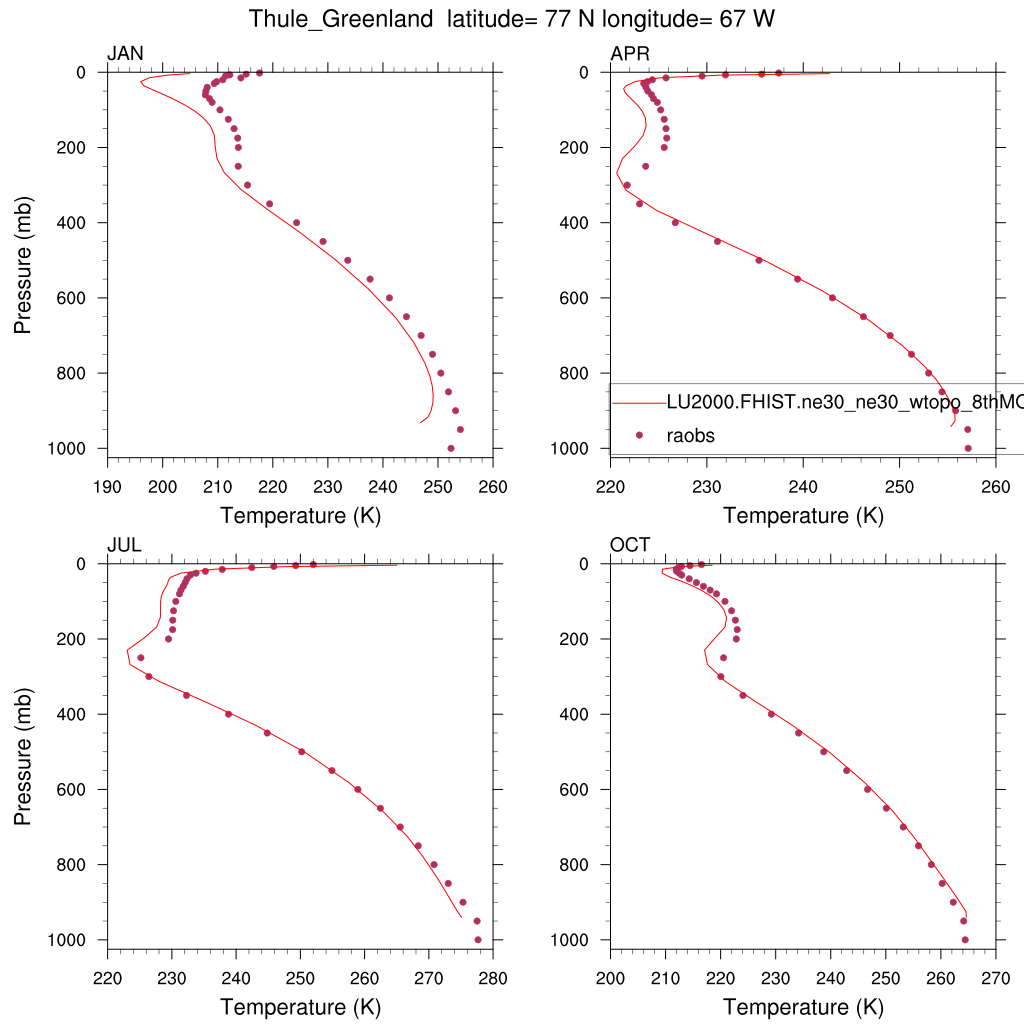 Thule_Greenland latitude= 77 N longitude= 67 W
JAN
0
200
400
600
800
1000
Pressure (mb)
190 200 210 220 230 240 250 260
Temperature (K)
APR
0
200
400
600
800
1000
LU2000.FHIST.ne30_ne30_wtopo_8thMC
raobs
220 230 240 250 260
Temperature (K)
JUL
0
200
400
600
800
1000
Pressure (mb)
220 230 240 250 260 270 280
Temperature (K)
OCT
0
200
400
600
800
1000
200 210 220 230 240 250 260 270
Temperature (K)